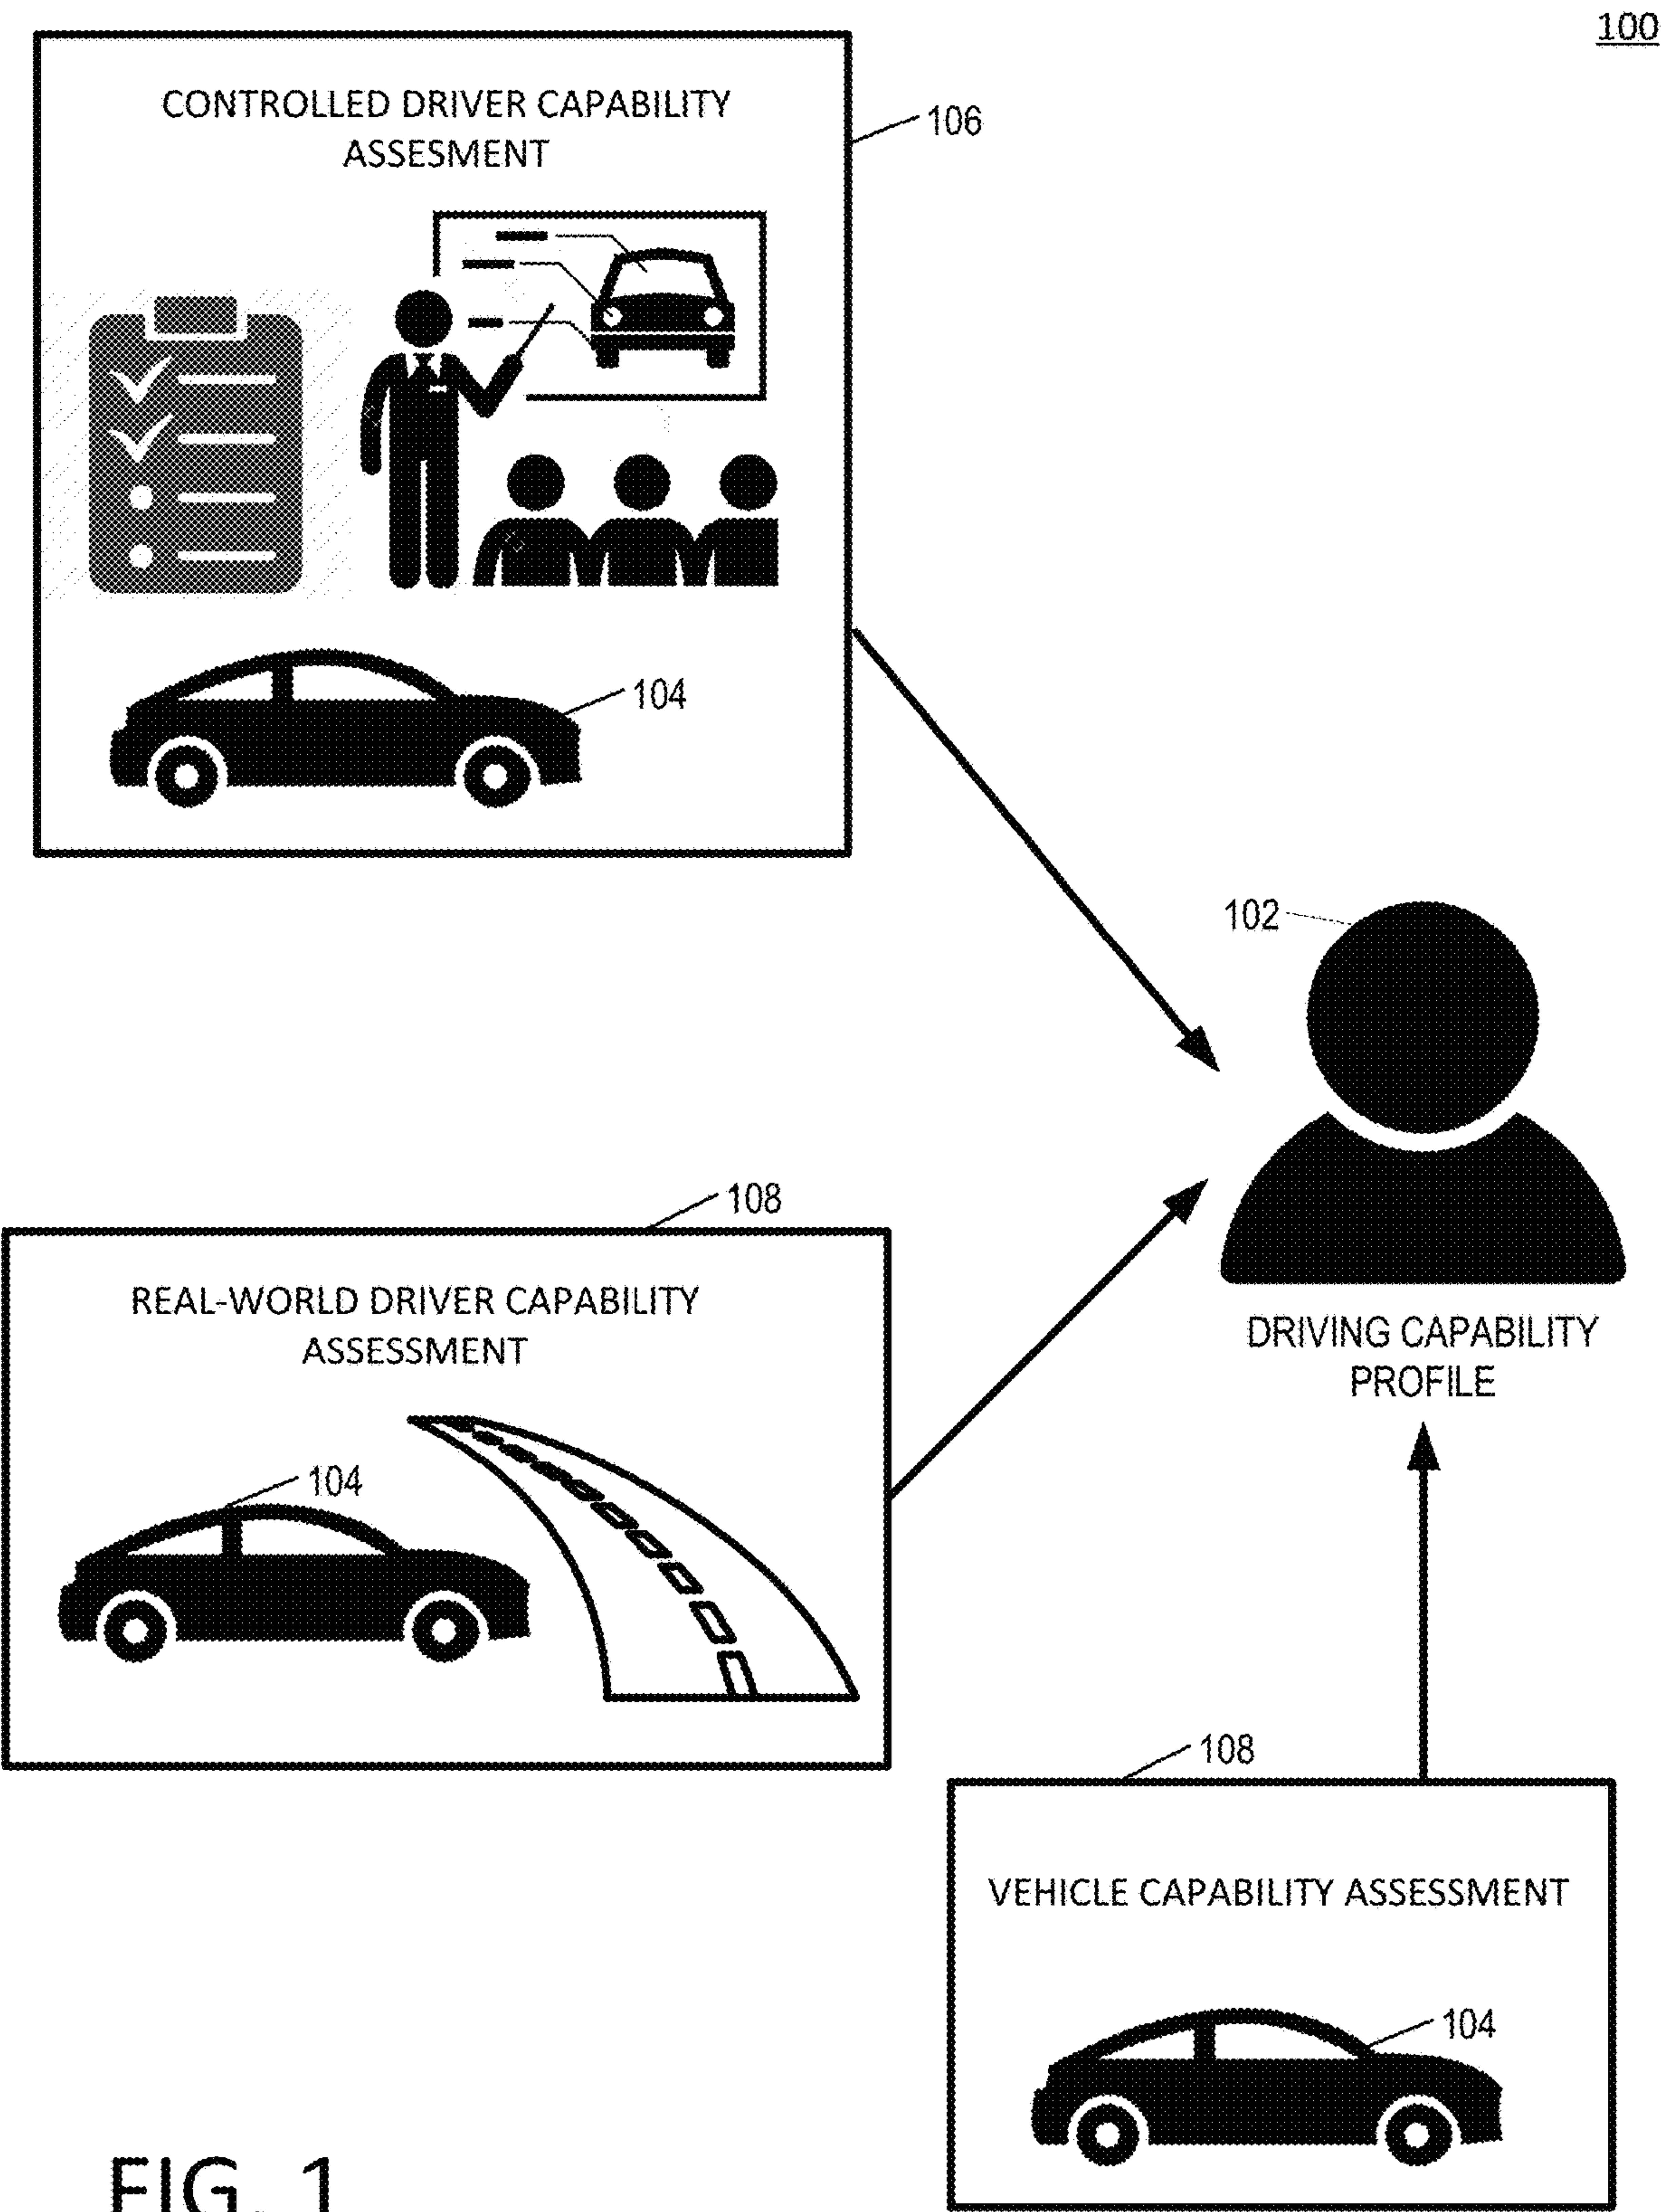 100
CONTROLLED DRIVER CAPABILITY
ASSESMENT
106
104
102
DRIVING CAPABILITY
PROFILE
108
REAL-WORLD DRIVER CAPABILITY
ASSESSMENT
104
108
VEHICLE CAPABILITY ASSESSMENT
104
FIG. 1